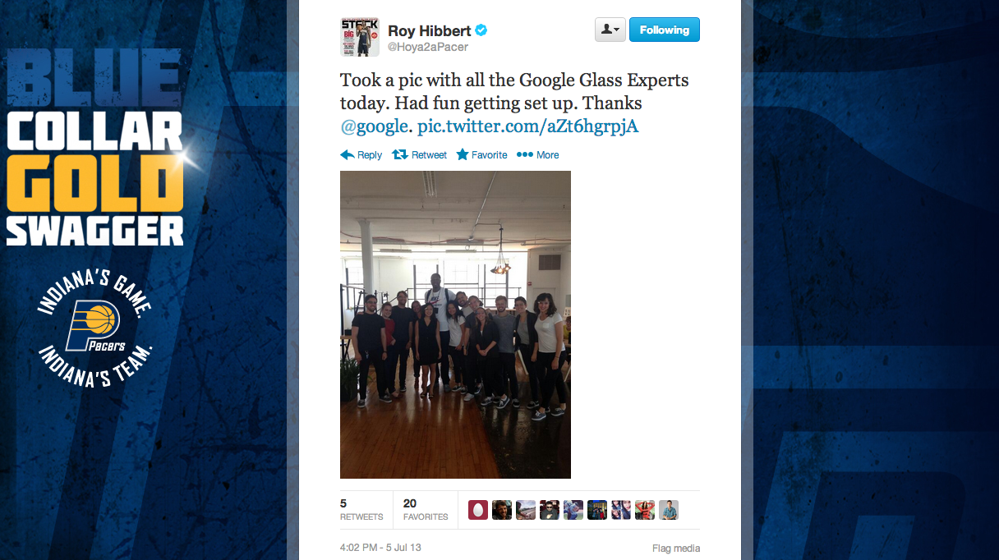 BLUE
COLLAR
GOLD
SWAGGER
INDIANA'S GAME.
Pacers
INDIANA'S TEAM.
STACK
BIG
Roy Hibbert
@Hoya2aPacer
Following
Took a pic with all the Google Glass Experts
today. Had fun getting set up. Thanks
@google. pic.twitter.com/aZt6hgrpjA
Reply Retweet Favorite More
5
RETWEETS
20
FAVORITES
4:02 PM - 5 Jul 13
Flag media